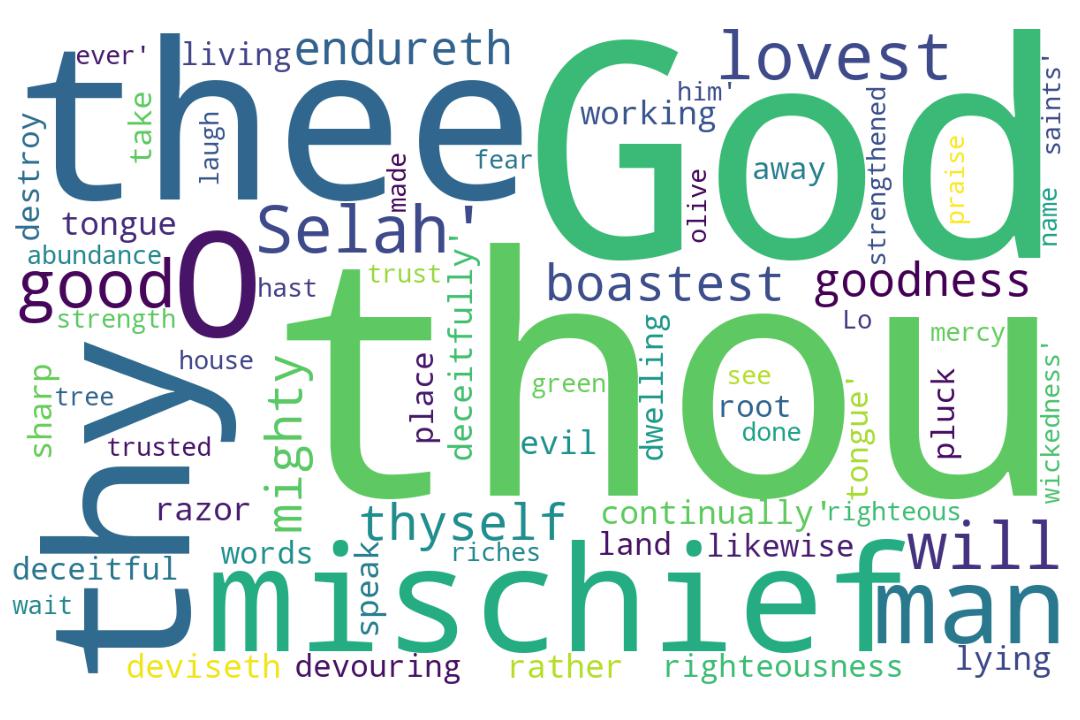 ever'
living
endureth
lovest
thee
God
him'
working
saints'
take
laugh
destroy
made
fear
away
strengthened
praise
olive
name
tongue
Selah'
abundance
good
O
hast
trust
deceitfully'
boastest
goodness
strength
thou
Lo
mercy
house
sharp
tree
thy
mighty
place
green
dwelling
see
root
done
pluck
wickedness'
trusted
evil
tongue'
razor
thyself
continually'
righteous
words
speak
riches
land
likewise
will
deceitful
wait
mischief
man
deviseth
devouring
rather
righteousness
lying